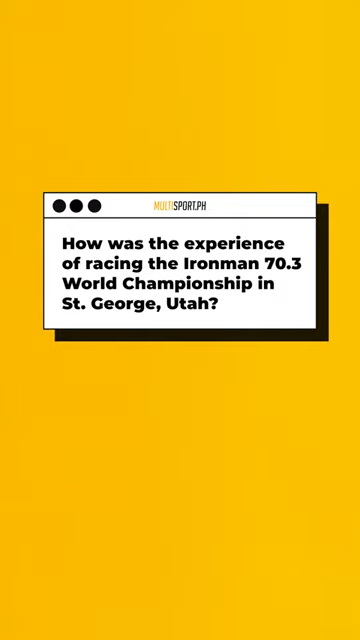 MULTISPORT.PH
How was the experience
of racing the Ironman 70.3
World Championship in
St. George, Utah?